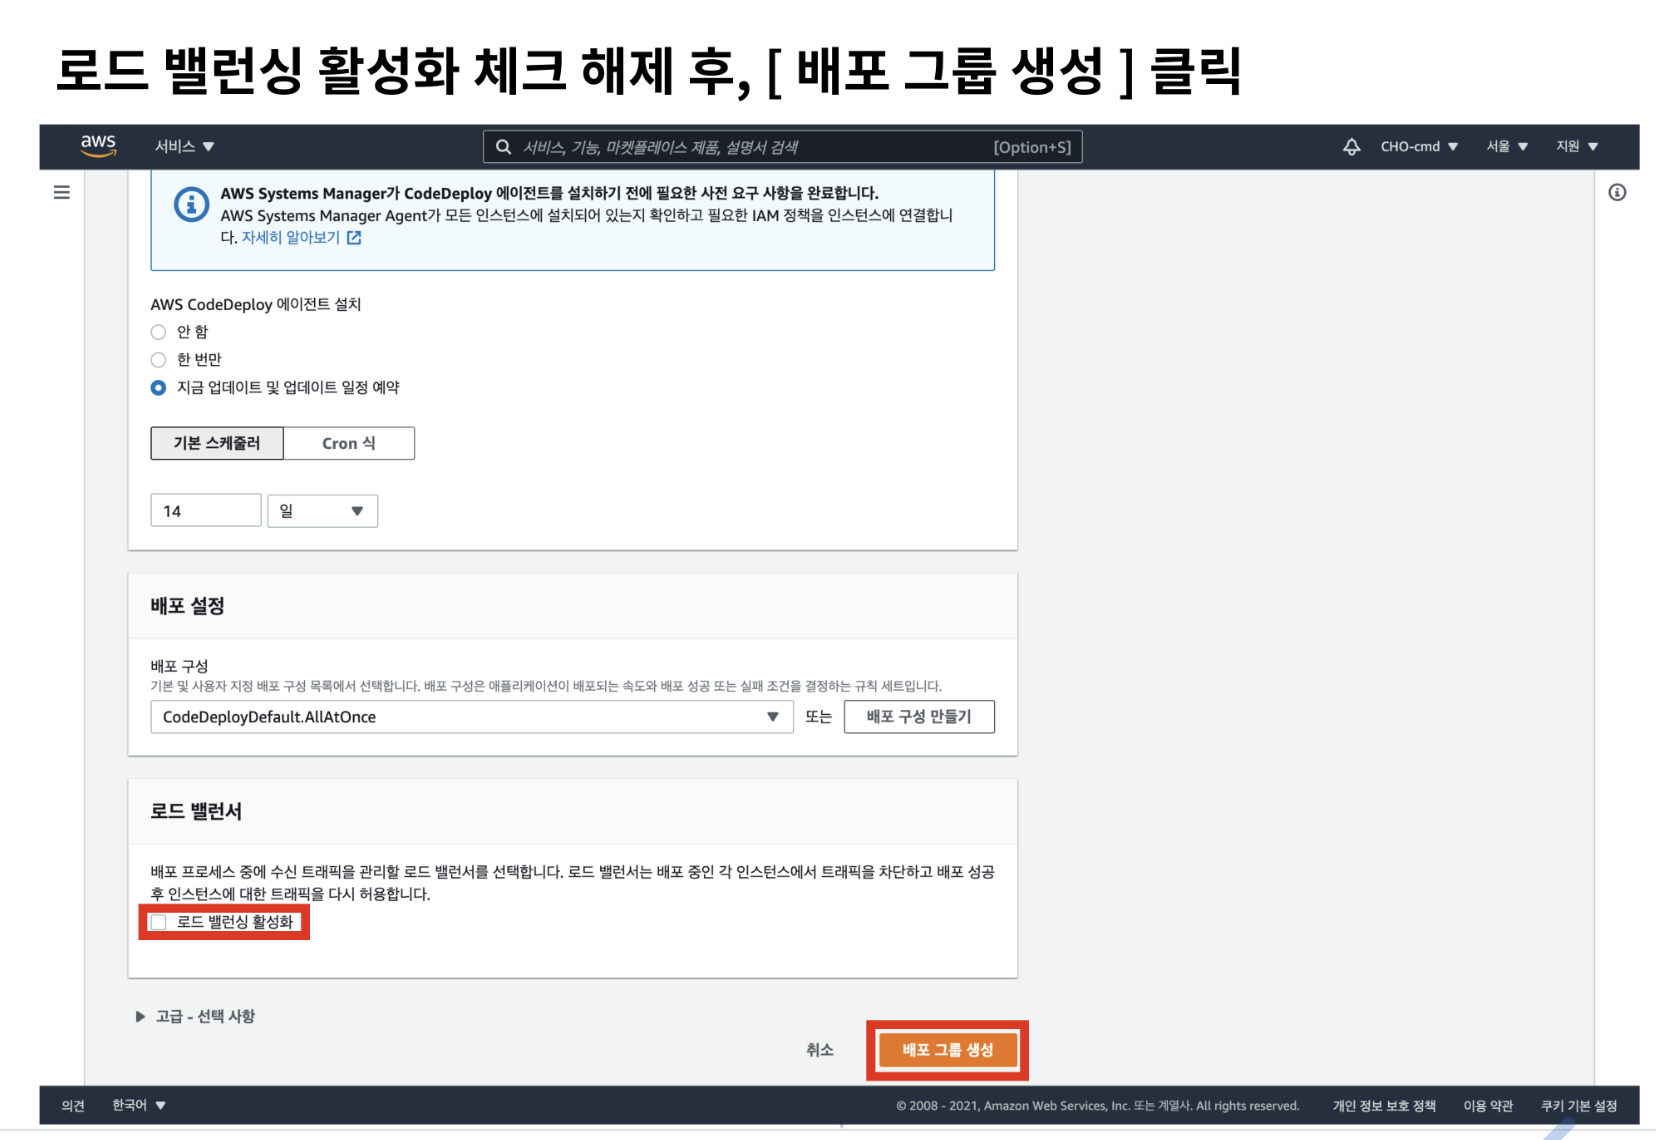 로드 밸런싱 활성화 체크 해제 후, [ 배포 그룹 생성 ] 클릭
aws 서비스 ▼ 서비스, 기능, 마켓플레이스 제품, 설명서 검색 [Option+S] CHO-cmd ▼ 서울 ▼ 지원 ▼
AWS Systems Manager가 CodeDeploy 에이전트를 설치하기 전에 필요한 사전 요구 사항을 완료합니다.
AWS Systems Manager Agent가 모든 인스턴스에 설치되어 있는지 확인하고 필요한 IAM 정책을 인스턴스에 연결합니
다. 자세히 알아보기
AWS CodeDeploy 에이전트 설치
안 함
한 번만
지금 업데이트 및 업데이트 일정 예약
기본 스케줄러 Cron 식
14 일 ▼
배포 설정
배포 구성
기본 및 사용자 지정 배포 구성 목록에서 선택합니다. 배포 구성은 애플리케이션이 배포되는 속도와 배포 성공 또는 실패 조건을 결정하는 규칙 세트입니다.
CodeDeployDefault.AllAtOnce ▼ 또는 배포 구성 만들기
로드 밸런서
배포 프로세스 중에 수신 트래픽을 관리할 로드 밸런서를 선택합니다. 로드 밸런서는 배포 중인 각 인스턴스에서 트래픽을 차단하고 배포 성공
후 인스턴스에 대한 트래픽을 다시 허용합니다.
로드 밸런싱 활성화
▶ 고급 - 선택 사항
취소 배포 그룹 생성
의견 한국어 ▼ © 2008 - 2021, Amazon Web Services, Inc. 또는 계열사. All rights reserved. 개인 정보 보호 정책 이용 약관 쿠키 기본 설정